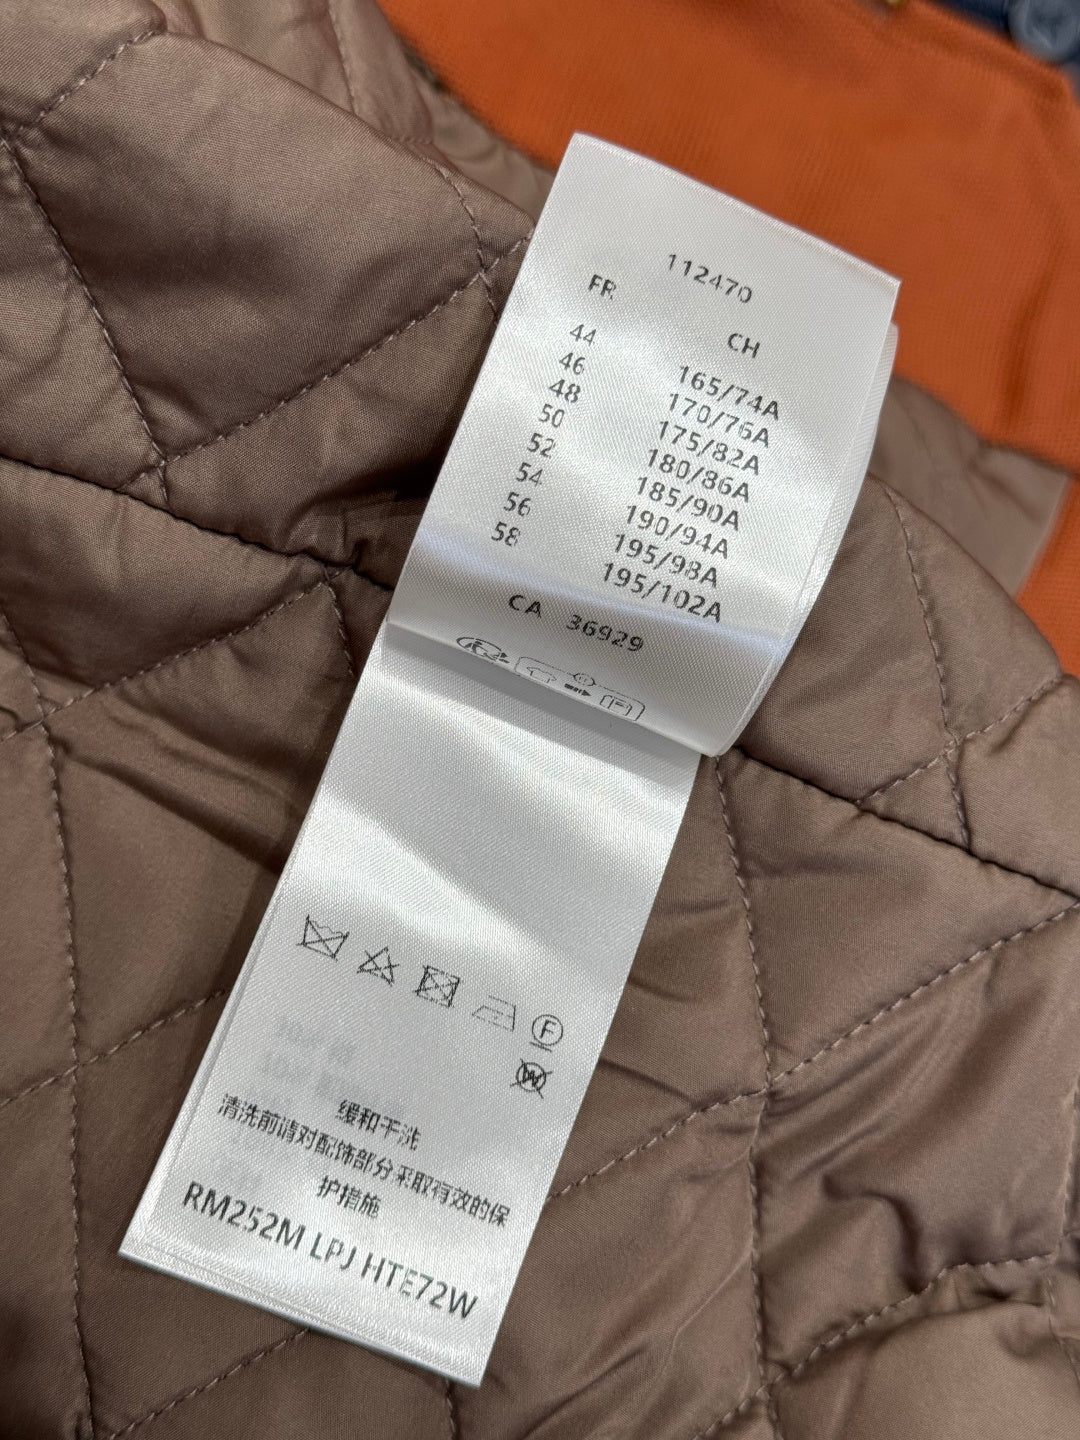 112470
FR CH
44 165/74A
46 170/76A
48 175/82A
50 180/86A
52 185/90A
54 190/94A
56 195/98A
58 195/102A
CA 36929
F
W
缓和干洗
清洗前请对配饰部分采取有效的保
护措施
RM252M LPJ HTE72W